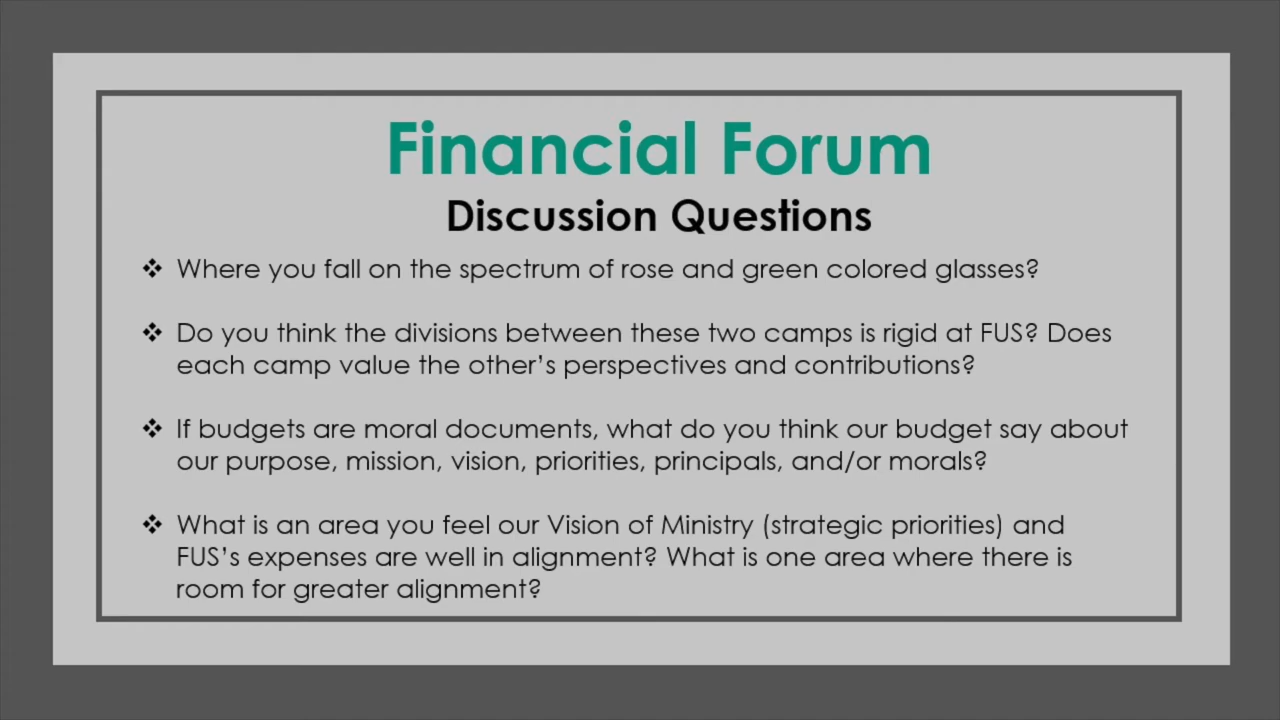 Financial Forum
Discussion Questions
❖ Where you fall on the spectrum of rose and green colored glasses?
❖ Do you think the divisions between these two camps is rigid at FUS? Does
each camp value the other’s perspectives and contributions?
❖ If budgets are moral documents, what do you think our budget say about
our purpose, mission, vision, priorities, principals, and/or morals?
❖ What is an area you feel our Vision of Ministry (strategic priorities) and
FUS’s expenses are well in alignment? What is one area where there is
room for greater alignment?